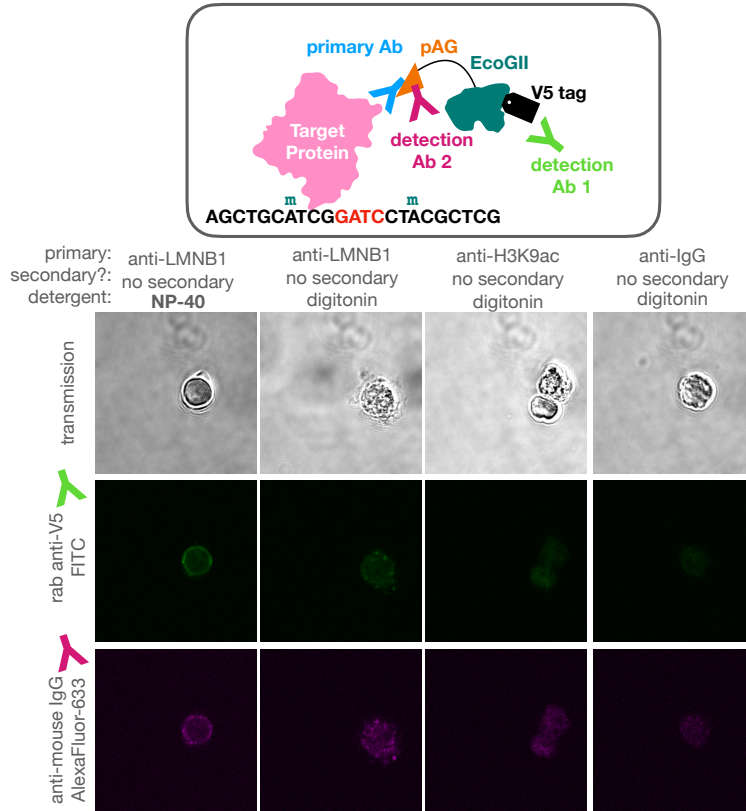 primary Ab
pAG
EcoGII
V5 tag
Target
Protein
detection
Ab 2
detection
Ab 1
m
m
AGCTGCATCGGATCCTACGCTCG
primary:
secondary?:
detergent:
anti-LMNB1
no secondary
NP-40
anti-LMNB1
no secondary
digitonin
anti-H3K9ac
no secondary
digitonin
anti-IgG
no secondary
digitonin
transmission
rab anti-V5
FITC
anti-mouse IgG
AlexaFluor-633